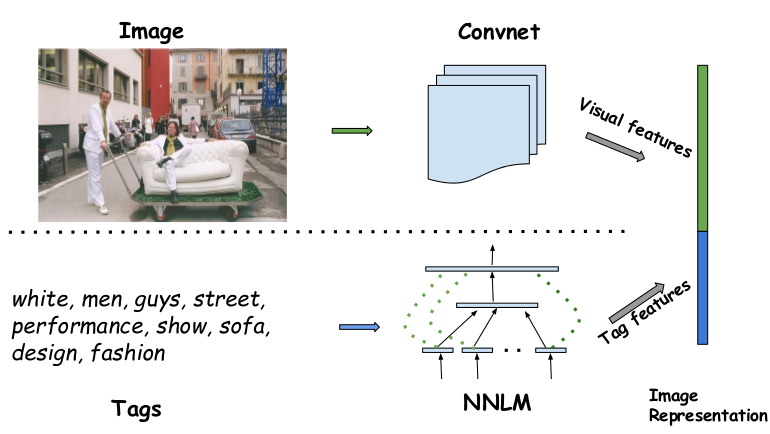 Image
Convnet
Visual features
white, men, guys, street,
performance, show, sofa,
design, fashion
Tag features
Tags
NNLM
Image
Representation